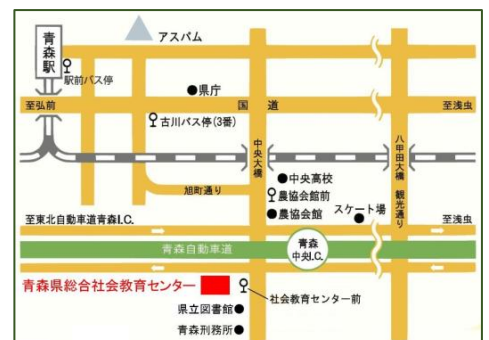 アスパム
青森駅
駅前バス停
県庁
至弘前
国道
至浅虫
古川バス停(3番)
中央大橋
八甲田大橋
観光通り
中央高校
旭町通り
農協会館前
農協会館
スケート場
至東北自動車道青森I.C.
至浅虫
青森自動車道
青森
中央I.C.
青森県総合社会教育センター
社会教育センター前
県立図書館
青森刑務所